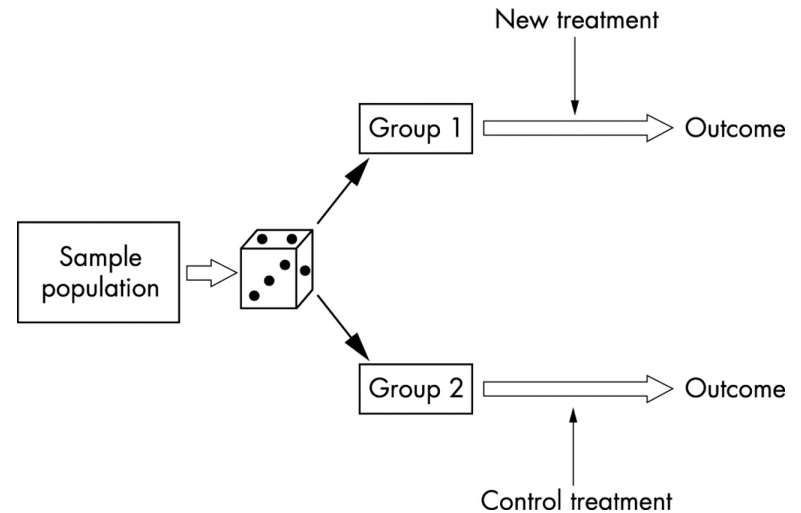 New treatment
Group 1
Outcome
Sample
population
Group 2
Outcome
Control treatment